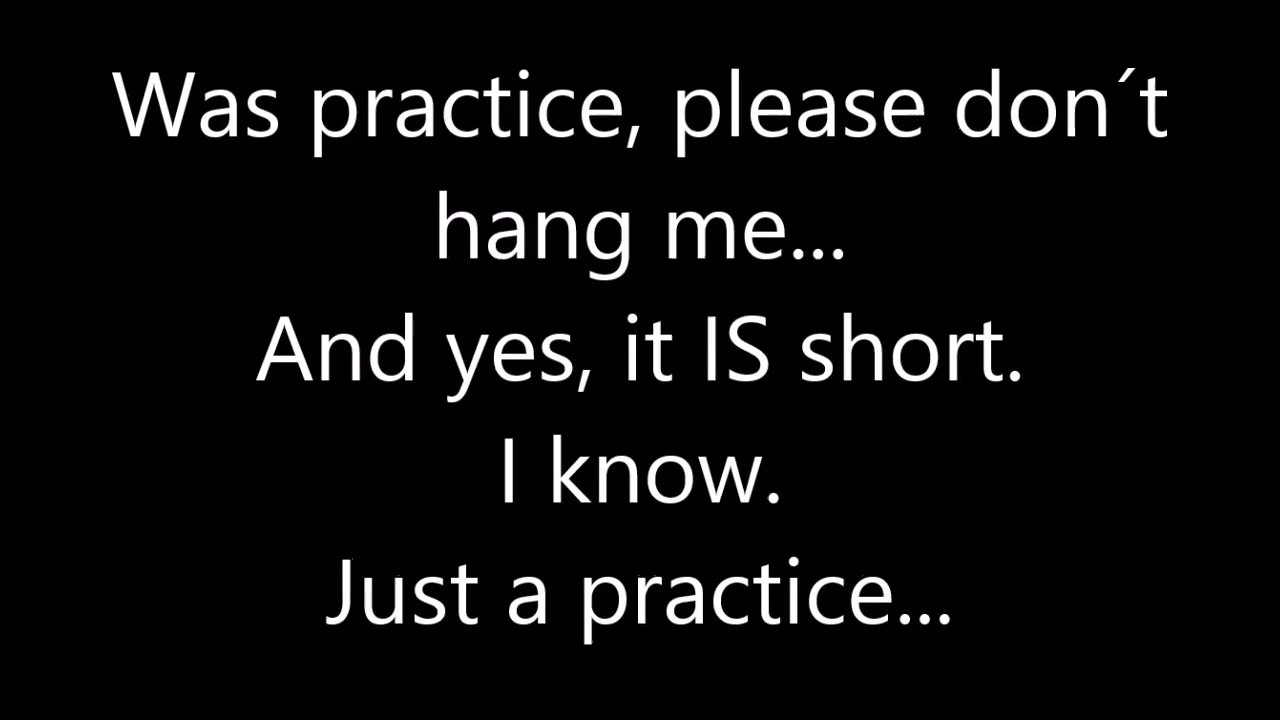 Was practice, please don´t
hang me...
And yes, it IS short.
I know.
Just a practice...